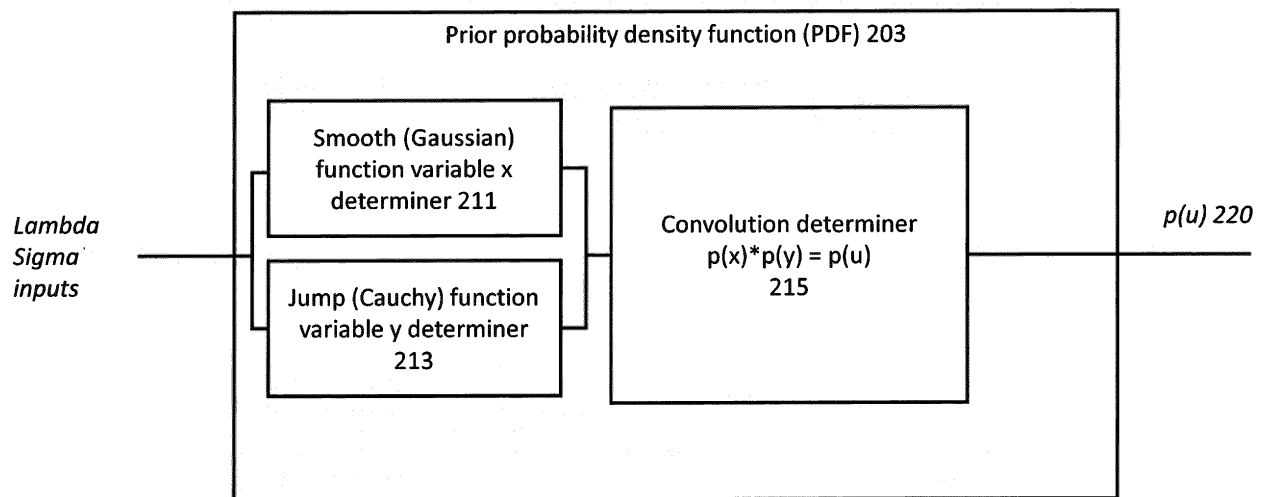 Prior probability density function (PDF) 203
Smooth (Gaussian)
function variable x
determiner 211
Lambda
Sigma
inputs
Jump (Cauchy) function
variable y determiner
213
Convolution determiner
p(x)*p(y) = p(u)
215
p(u) 220